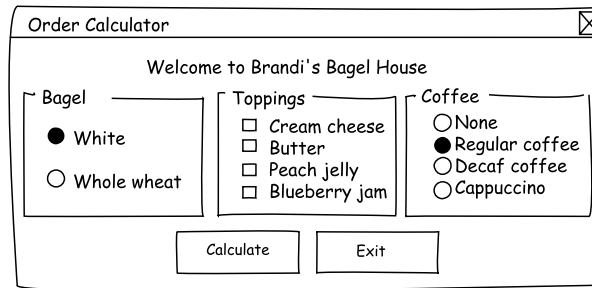 Order Calculator
Welcome to Brandi's Bagel House
Bagel
White
Whole wheat
Toppings
Cream cheese
Butter
Peach jelly
Blueberry jam
Coffee
None
Regular coffee
Decaf coffee
Cappuccino
Calculate
Exit